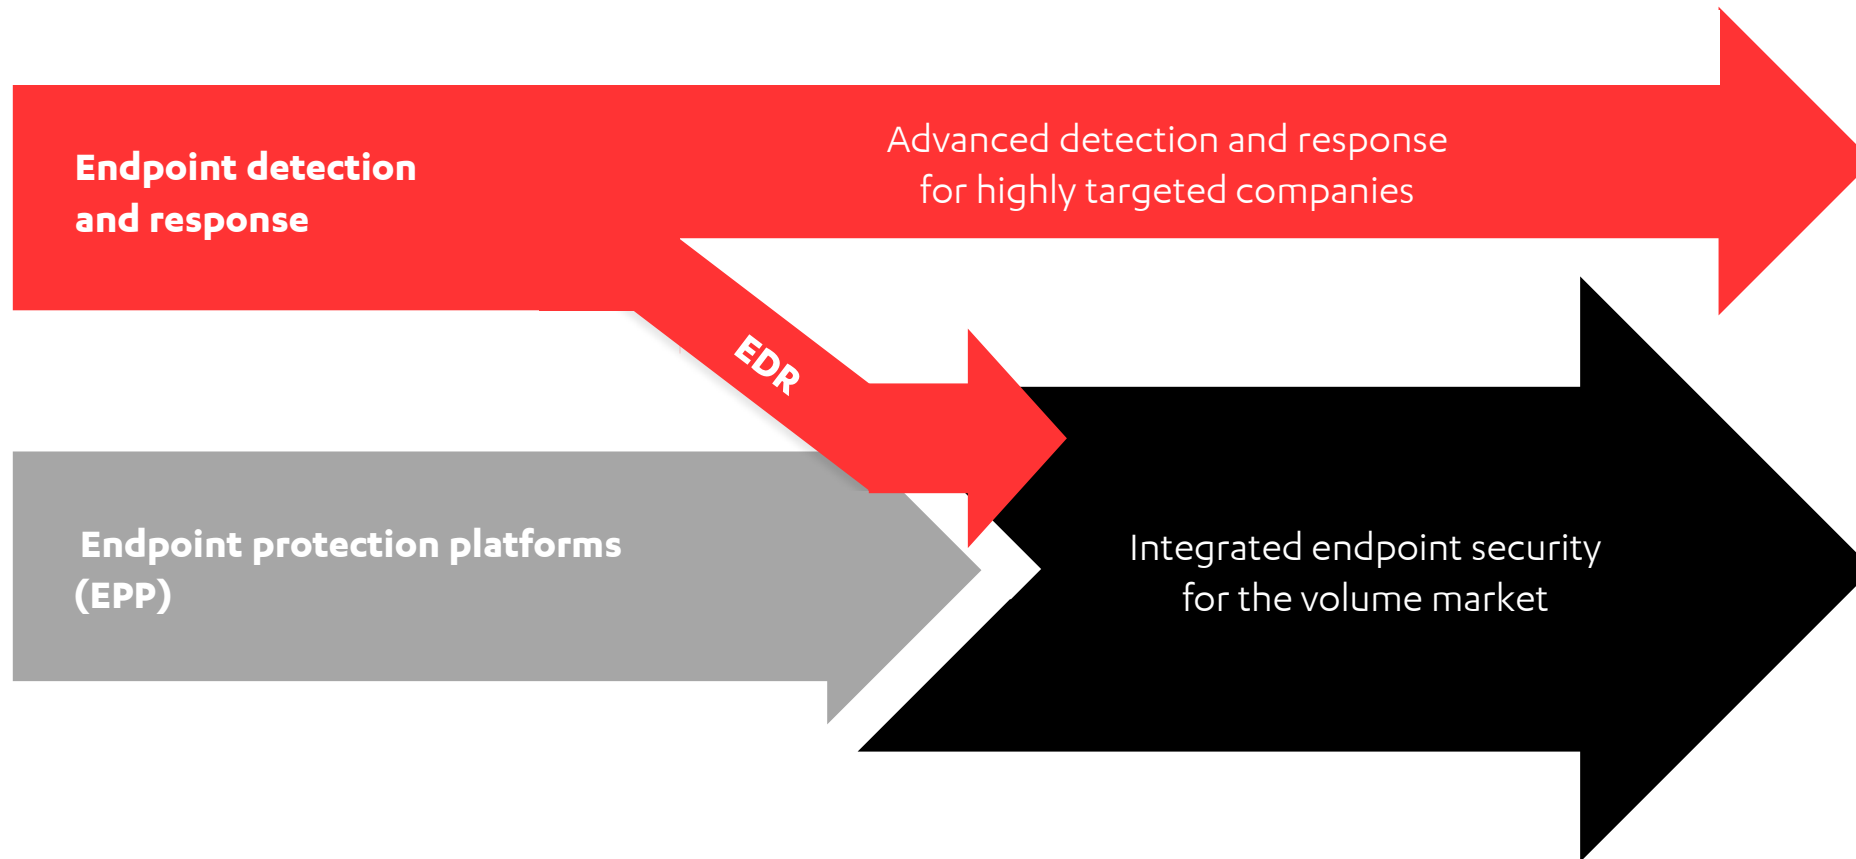 Endpoint detection
and response
Advanced detection and response
for highly targeted companies
EDR
Endpoint protection platforms
(EPP)
Integrated endpoint security
for the volume market